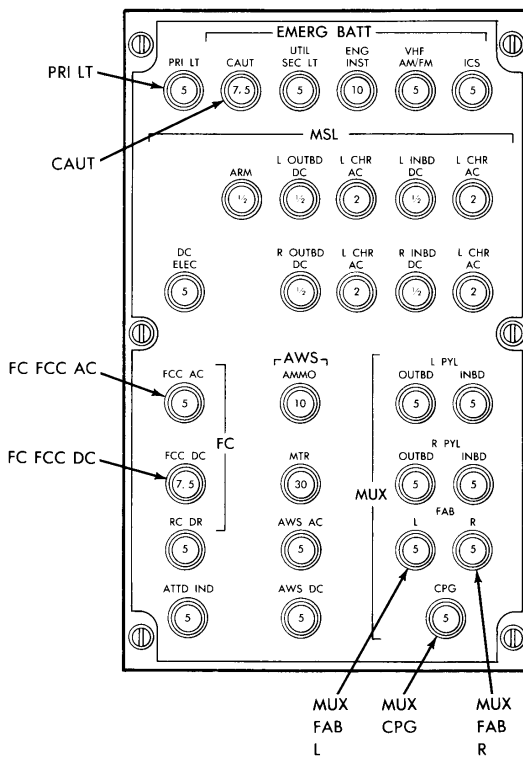 EMERG BATT
UTIL ENG VHF
PRI LT CAUT SEC LT INST AM/FM ICS
PRI LT
5 7.5 5 10 5 5
MSL
CAUT
L OUTBD L CHR L INBD L CHR
ARM DC AC DC AC
½ ½ 2 ½ 2
DC R OUTBD L CHR R INBD L CHR
ELEC DC AC DC AC
5 ½ 2 ½ 2
AWS L PYL
FC FCC AC
FCC AC AMMO OUTBD INBD
5 10 5 5
FC
R PYL
FC FCC DC
FCC DC MTR OUTBD INBD
7.5 30 5 5
MUX
FAB
RC DR AWS AC L R
5 5 5 5
ATTD IND AWS DC CPG
5 5 5
MUX MUX MUX
FAB CPG FAB
L R